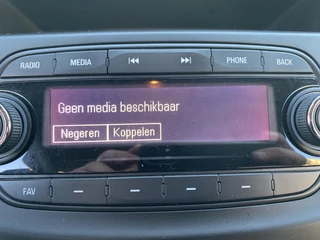 RADIO MEDIA PHONE BACK
Geen media beschikbaar
Negeren Koppelen
FAV